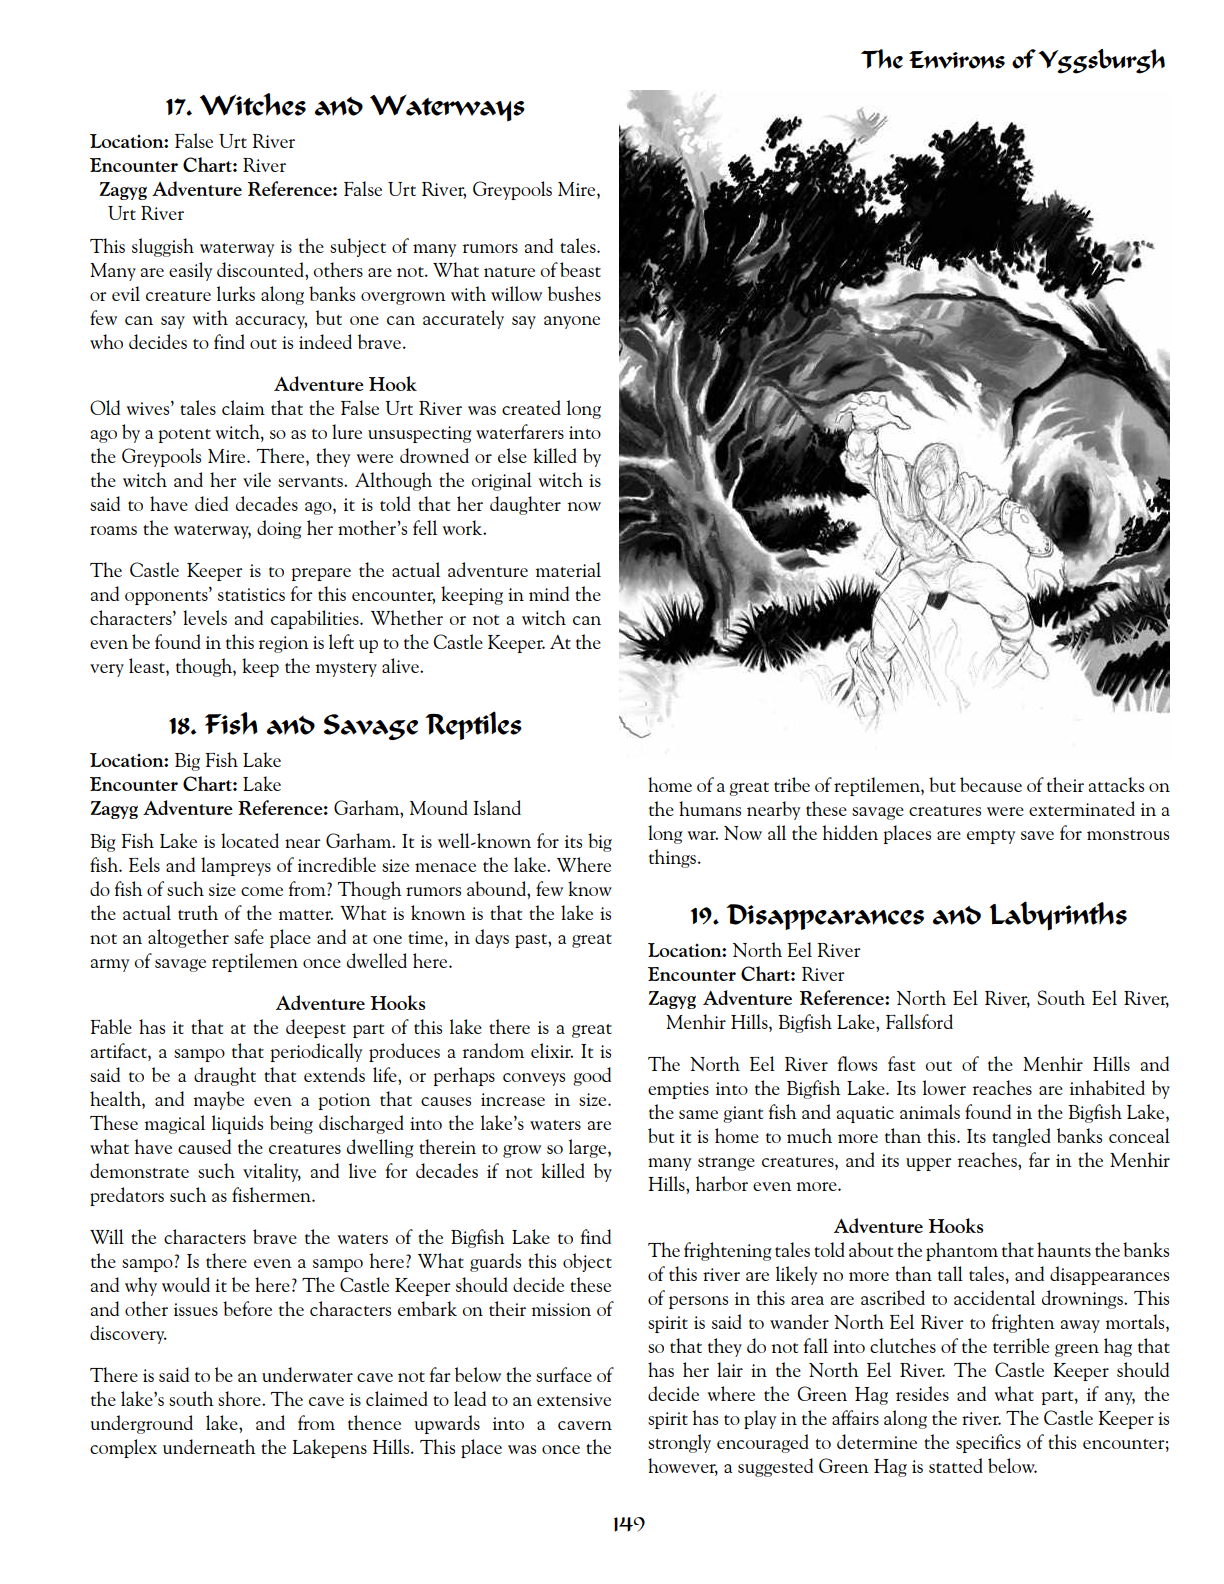 The Environs of Yggsburgh
17. Witches and Waterways
Location: False Urt River
Encounter Chart: River
Zagyg Adventure Reference: False Urt River, Greypools Mire,
Urt River
This sluggish waterway is the subject of many rumors and tales.
Many are easily discounted, others are not. What nature of beast
or evil creature lurks along banks overgrown with willow bushes
few can say with accuracy, but one can accurately say anyone
who decides to find out is indeed brave.
Adventure Hook
Old wives' tales claim that the False Urt River was created long
ago by a potent witch, so as to lure unsuspecting waterfarers into
the Greypools Mire. There, they were drowned or else killed by
the witch and her vile servants. Although the original witch is
said to have died decades ago, it is told that her daughter now
roams the waterway, doing her mother's fell work.
The Castle Keeper is to prepare the actual adventure material
and opponents' statistics for this encounter, keeping in mind the
characters' levels and capabilities. Whether or not a witch can
even be found in this region is left up to the Castle Keeper. At the
very least, though, keep the mystery alive.
18. Fish and Savage Reptiles
Location: Big Fish Lake
Encounter Chart: Lake
Zagyg Adventure Reference: Garham, Mound Island
Big Fish Lake is located near Garham. It is well-known for its big
fish. Eels and lampreys of incredible size menace the lake. Where
do fish of such size come from? Though rumors abound, few know
the actual truth of the matter. What is known is that the lake is
not an altogether safe place and at one time, in days past, a great
army of savage reptilemen once dwelled here.
Adventure Hooks
Fable has it that at the deepest part of this lake there is a great
artifact, a sampo that periodically produces a random elixir. It is
said to be a draught that extends life, or perhaps conveys good
health, and maybe even a potion that causes increase in size.
These magical liquids being discharged into the lake's waters are
what have caused the creatures dwelling therein to grow so large,
demonstrate such vitality, and live for decades if not killed by
predators such as fishermen.
Will the characters brave the waters of the Bigfish Lake to find
the sampo? Is there even a sampo here? What guards this object
and why would it be here? The Castle Keeper should decide these
and other issues before the characters embark on their mission of
discovery.
There is said to be an underwater cave not far below the surface of
the lake's south shore. The cave is claimed to lead to an extensive
underground lake, and from thence upwards into a cavern
complex underneath the Lakepens Hills. This place was once the
home of a great tribe of reptilemen, but because of their attacks on
the humans nearby these savage creatures were exterminated in a
long war. Now all the hidden places are empty save for monstrous
things.
19. Disappearances and Labyrinths
Location: North Eel River
Encounter Chart: River
Zagyg Adventure Reference: North Eel River, South Eel River,
Menhir Hills, Bigfish Lake, Fallsford
The North Eel River flows fast out of the Menhir Hills and
empties into the Bigfish Lake. Its lower reaches are inhabited by
the same giant fish and aquatic animals found in the Bigfish Lake,
but it is home to much more than this. Its tangled banks conceal
many strange creatures, and its upper reaches, far in the Menhir
Hills, harbor even more.
Adventure Hooks
The frightening tales told about the phantom that haunts the banks
of this river are likely no more than tall tales, and disappearances
of persons in this area are ascribed to accidental drownings. This
spirit is said to wander North Eel River to frighten away mortals,
so that they do not fall into clutches of the terrible green hag that
has her lair in the North Eel River. The Castle Keeper should
decide where the Green Hag resides and what part, if any, the
spirit has to play in the affairs along the river. The Castle Keeper is
strongly encouraged to determine the specifics of this encounter;
however, a suggested Green Hag is statted below.
149